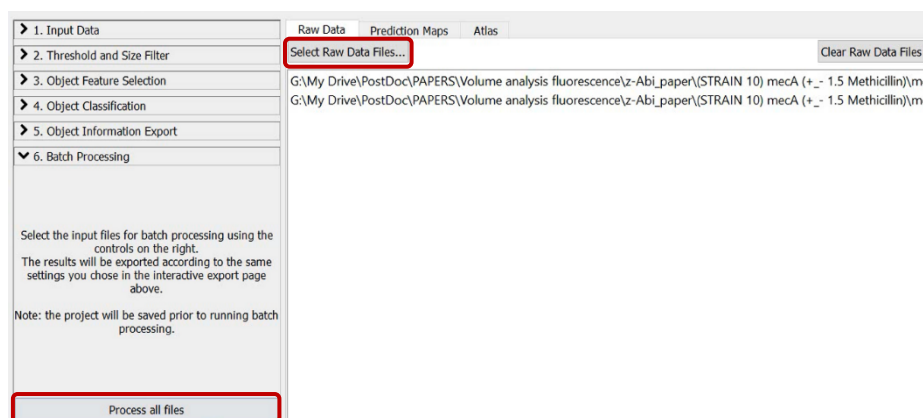 1. Input Data
2. Threshold and Size Filter
3. Object Feature Selection
4. Object Classification
5. Object Information Export
6. Batch Processing
Select the input files for batch processing using the
controls on the right.
The results will be exported according to the same
settings you chose in the interactive export page
above.
Note: the project will be saved prior to running batch
processing.
Process all files
Raw Data Prediction Maps Atlas
Select Raw Data Files... Clear Raw Data Files
G:\My Drive\PostDoc\PAPERS\Volume analysis fluorescence\z-Abi_paper\(STRAIN 10) mecA (+_- 1.5 Methicillin)\m
G:\My Drive\PostDoc\PAPERS\Volume analysis fluorescence\z-Abi_paper\(STRAIN 10) mecA (+_- 1.5 Methicillin)\m